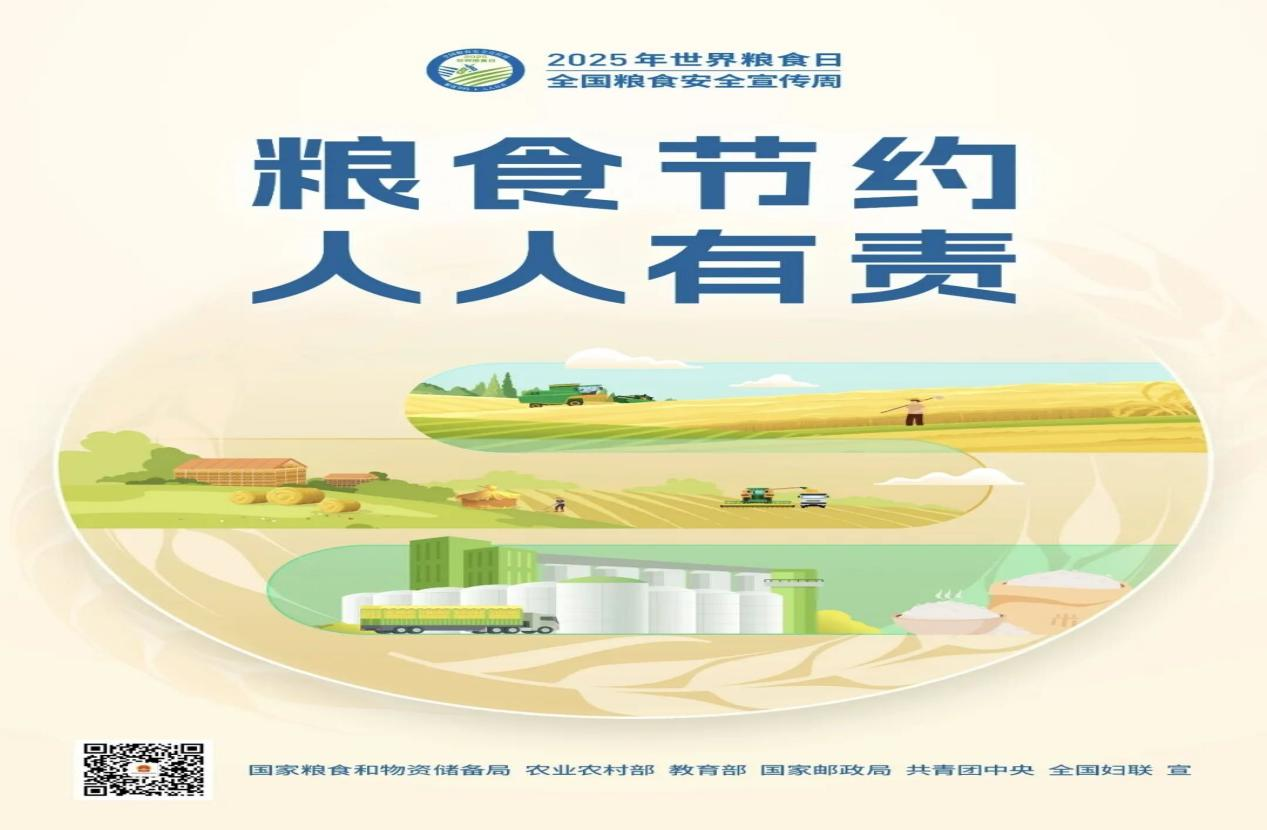 2025年世界粮食日
全国粮食安全宣传周
粮食节约
人人有责
国家粮食和物资储备局 农业农村部 教育部 国家邮政局 共青团中央 全国妇联 宣